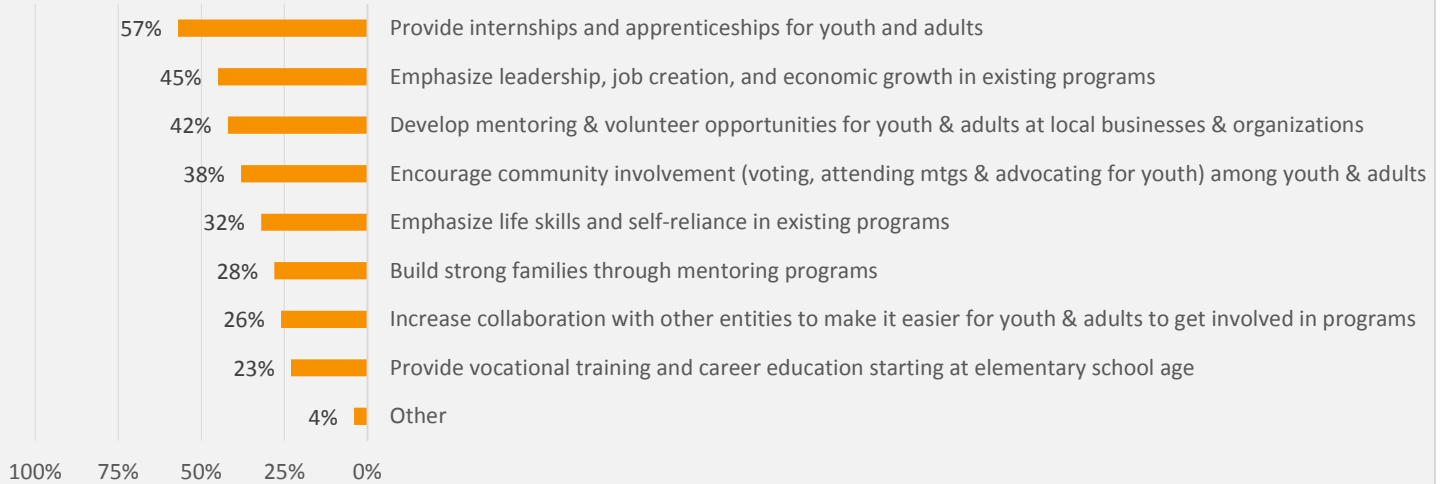 57% Provide internships and apprenticeships for youth and adults
45% Emphasize leadership, job creation, and economic growth in existing programs
42% Develop mentoring & volunteer opportunities for youth & adults at local businesses & organizations
38% Encourage community involvement (voting, attending mtgs & advocating for youth) among youth & adults
32% Emphasize life skills and self-reliance in existing programs
28% Build strong families through mentoring programs
26% Increase collaboration with other entities to make it easier for youth & adults to get involved in programs
23% Provide vocational training and career education starting at elementary school age
4% Other
100% 75% 50% 25% 0%